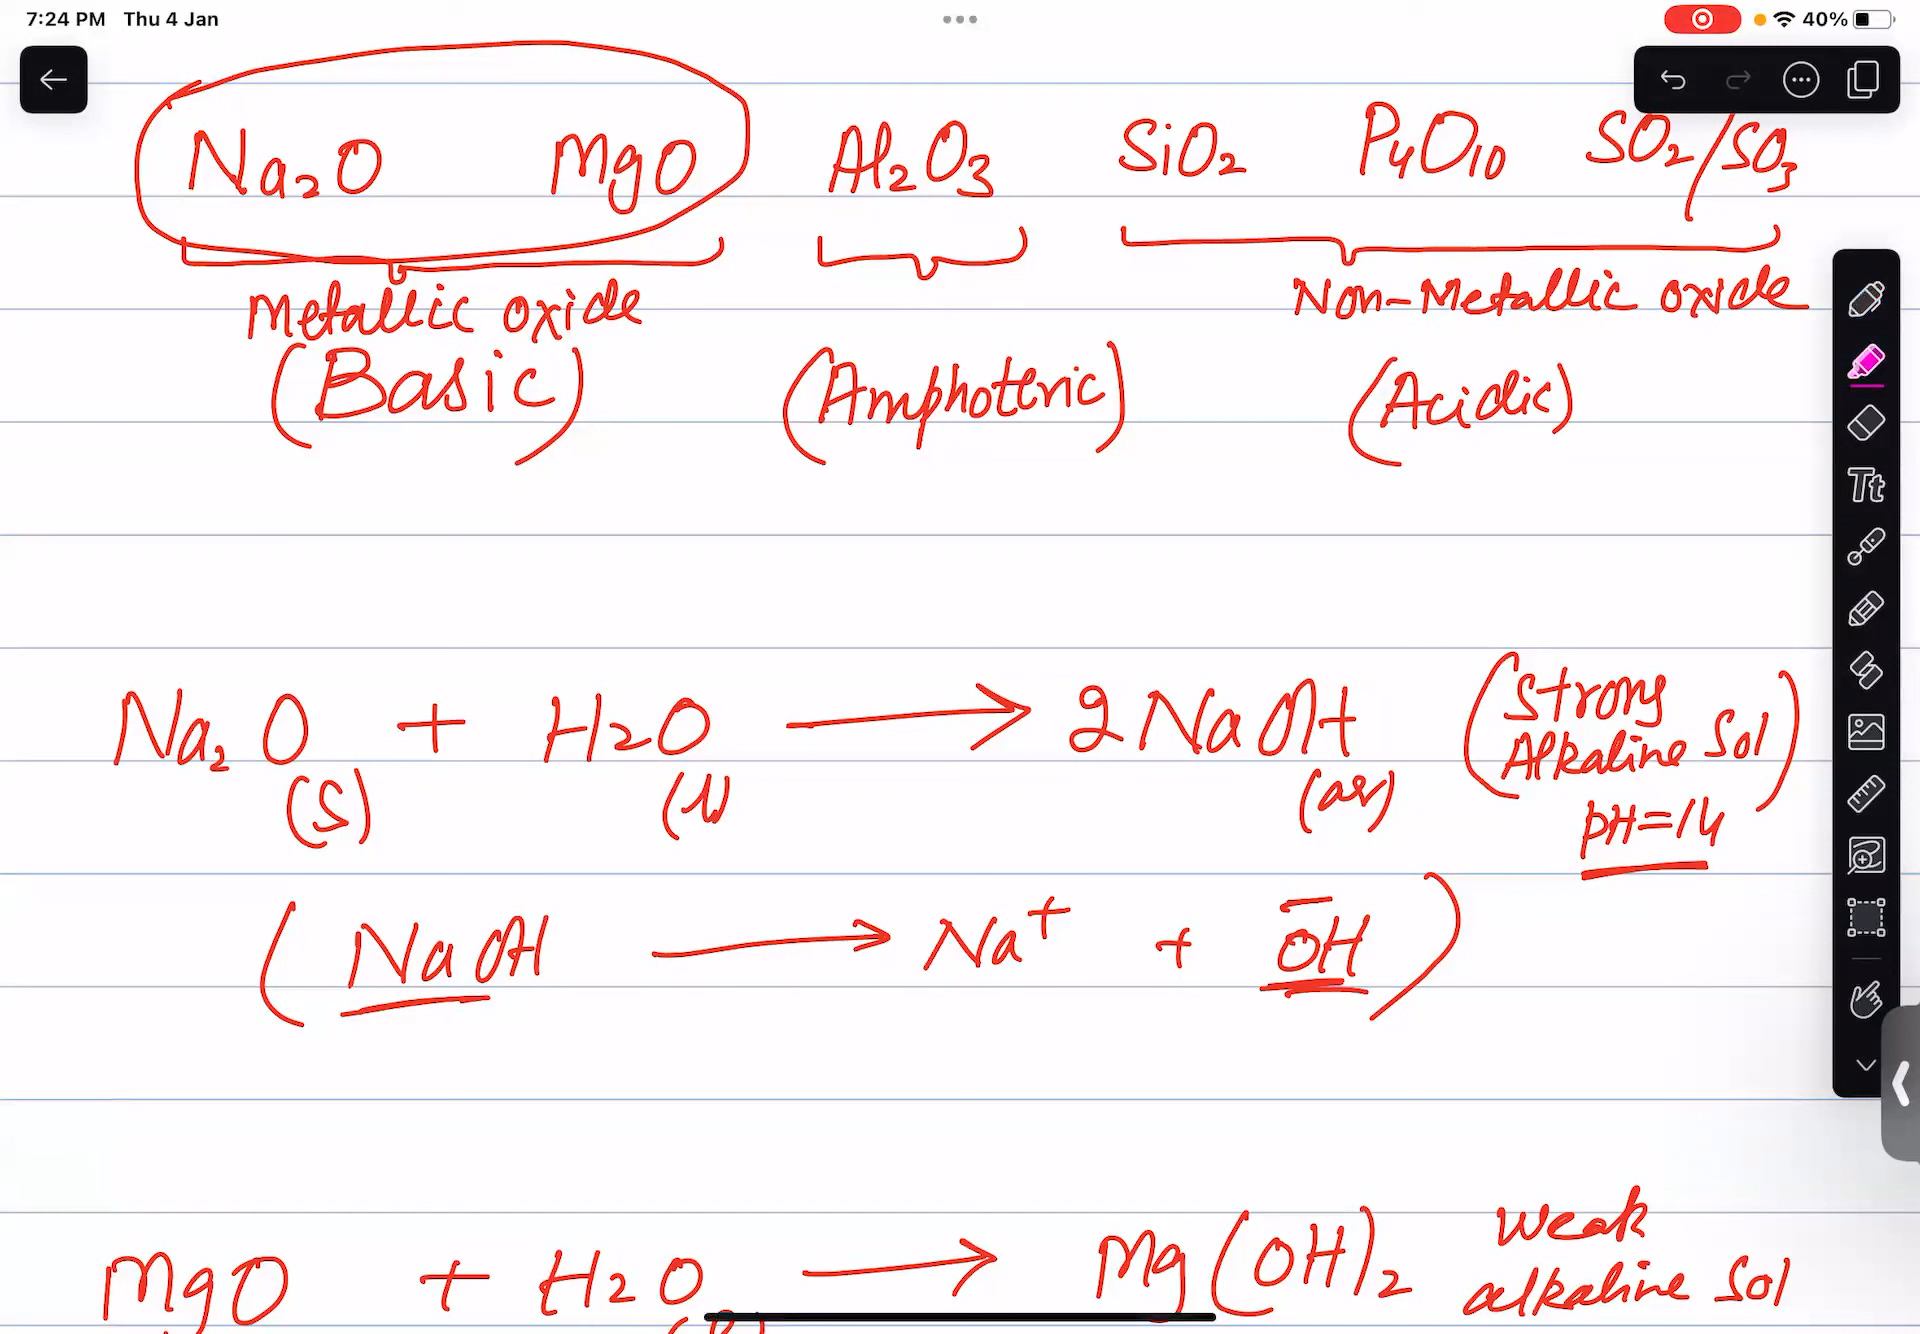 7:24 PM Thu 4 Jan 40%
Na₂O MgO Al₂O₃ SiO₂ P₄O₁₀ SO₂/SO₃
Metallic oxide Non-Metallic oxide
(Basic) (Amphoteric) (Acidic)
Na₂O (s) + H₂O (l) → 2NaOH (aq) (Strong Alkaline Sol)
pH=14
(NaOH → Na⁺ + ŌH)
MgO + H₂O (l) → Mg(OH)₂ weak alkaline Sol
Tt